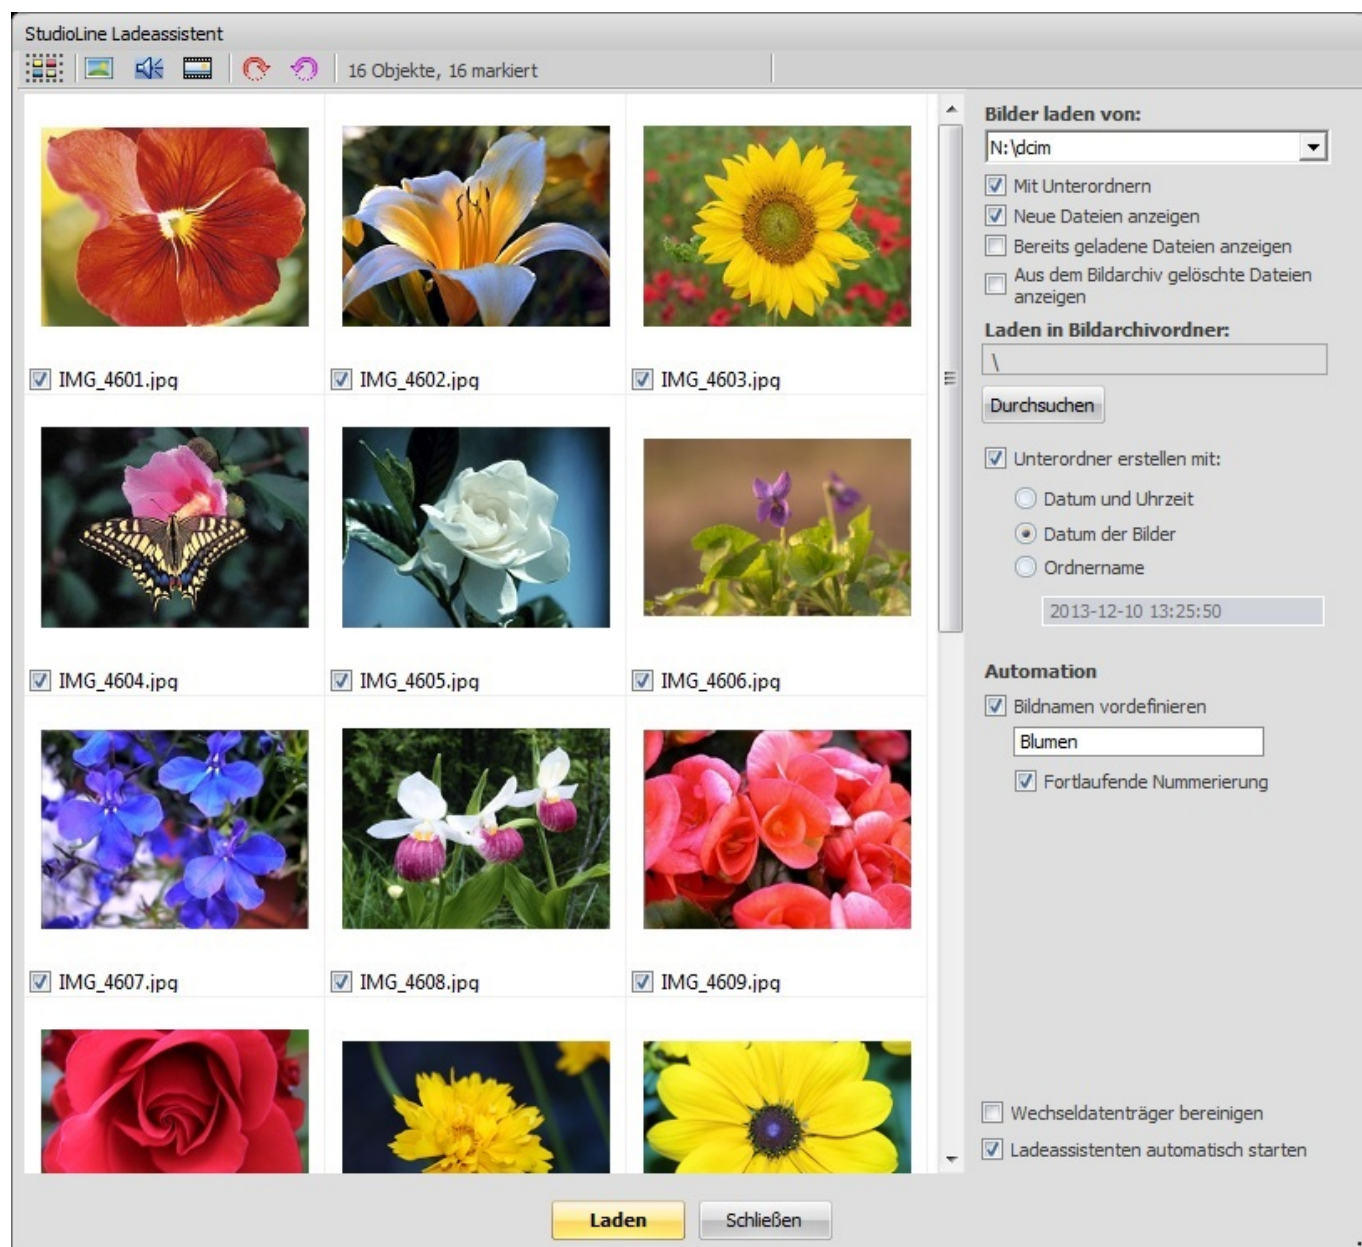 StudioLine Ladeassistent
16 Objekte, 16 markiert
IMG_4601.jpg
IMG_4602.jpg
IMG_4603.jpg
IMG_4604.jpg
IMG_4605.jpg
IMG_4606.jpg
IMG_4607.jpg
IMG_4608.jpg
IMG_4609.jpg
Bilder laden von:
N:\dcim
Mit Unterordnern
Neue Dateien anzeigen
Bereits geladene Dateien anzeigen
Aus dem Bildarchiv gelöschte Dateien
anzeigen
Laden in Bildarchivordner:
\
Durchsuchen
Unterordner erstellen mit:
Datum und Uhrzeit
Datum der Bilder
Ordnername
2013-12-10 13:25:50
Automation
Bildnamen vordefinieren
Blumen
Fortlaufende Nummerierung
Wechseldatenträger bereinigen
Ladeassistenten automatisch starten
Laden
Schließen